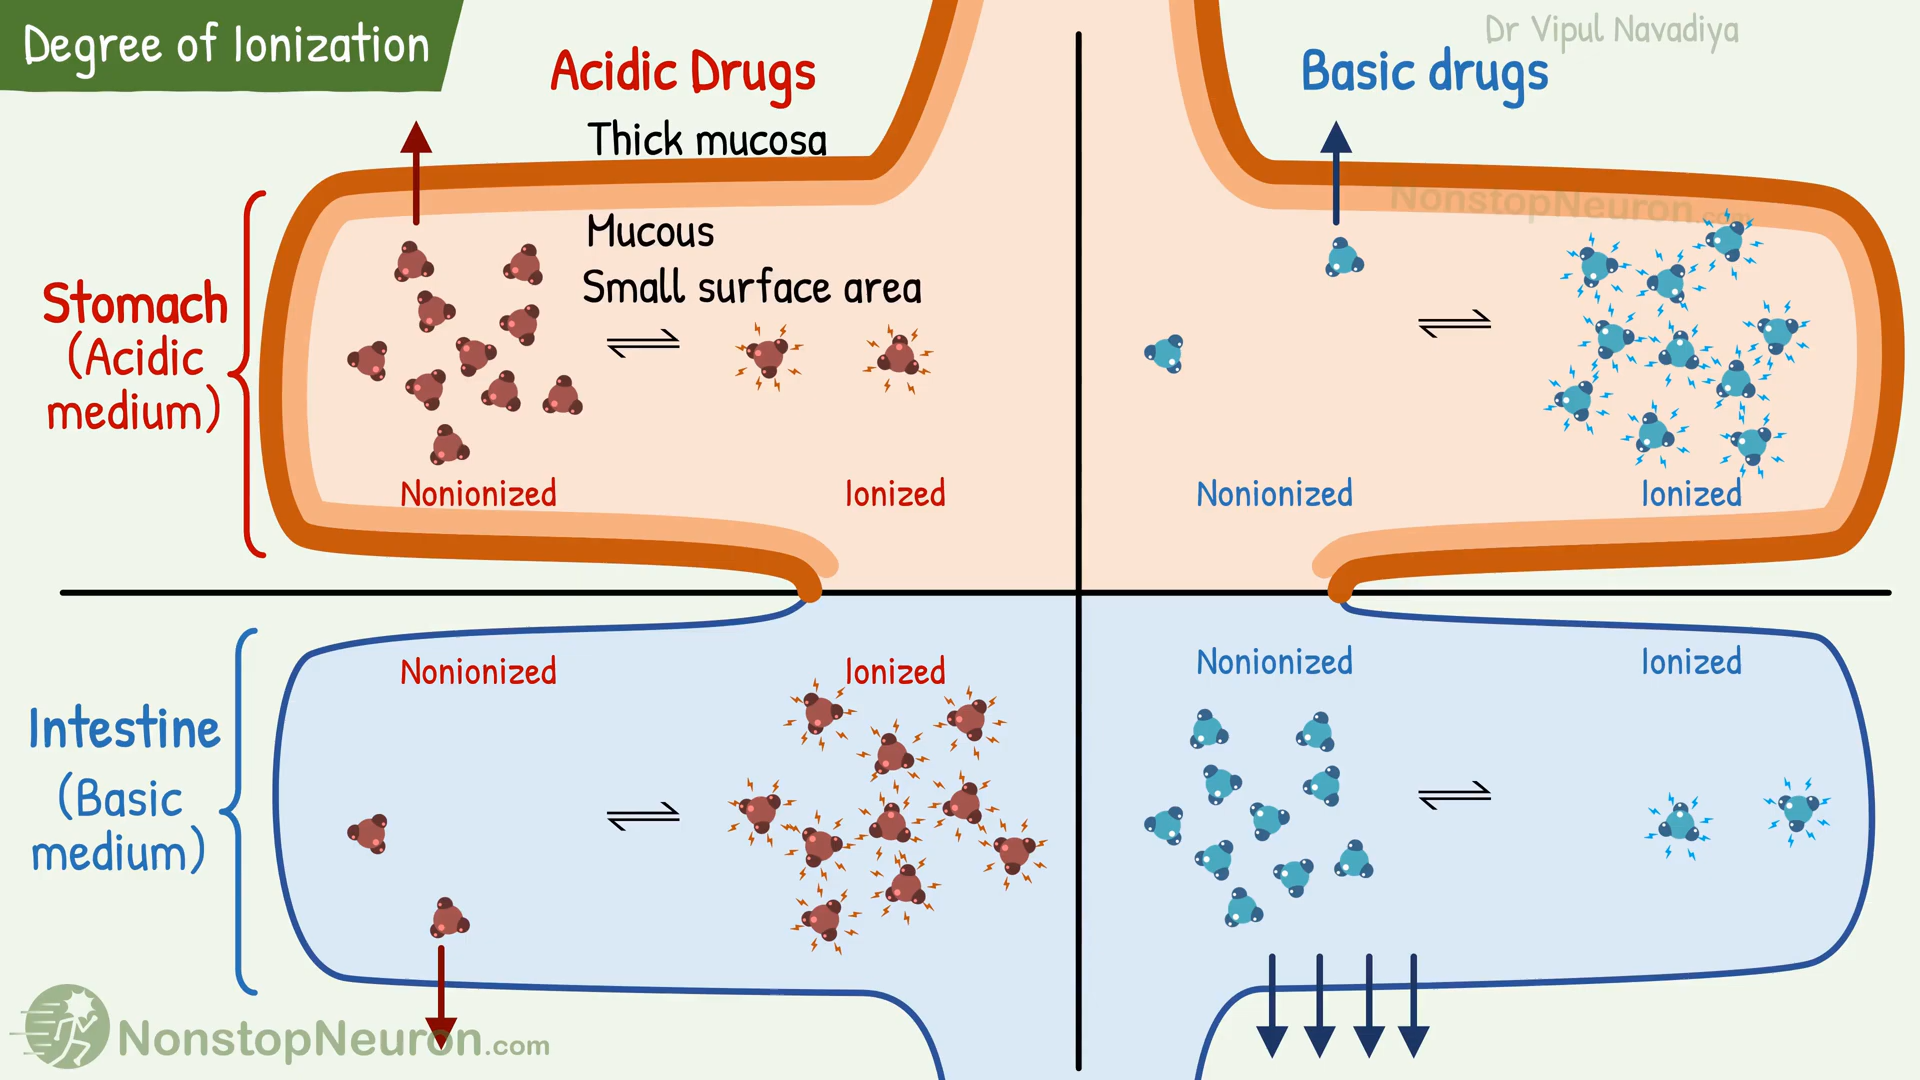 Degree of Ionization
Dr Vipul Navadiya
Acidic Drugs
Basic drugs
Thick mucosa
NonstopNeuron.com
Mucous
Small surface area
Stomach
(Acidic
medium)
Nonionized
Ionized
Nonionized
Ionized
Nonionized
Ionized
Nonionized
Ionized
Intestine
(Basic
medium)
NonstopNeuron.com